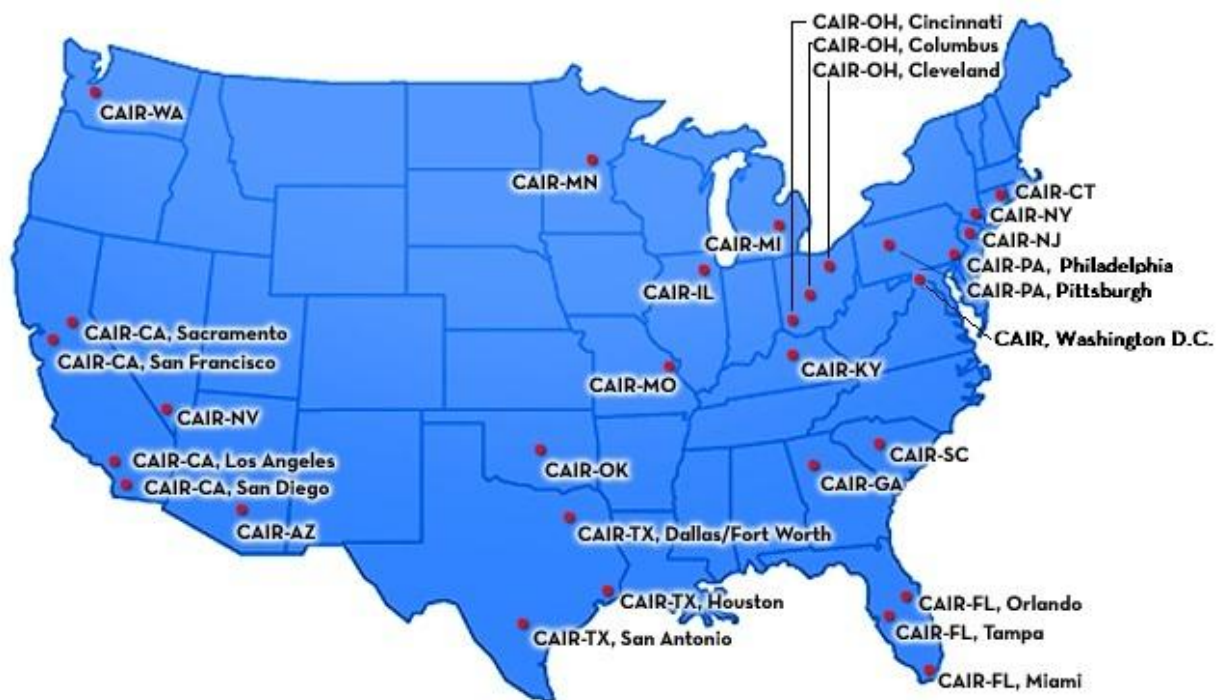 CAIR-OH, Cincinnati
CAIR-OH, Columbus
CAIR-OH, Cleveland
CAIR-WA
CAIR-MN
CAIR-CT
CAIR-NY
CAIR-MI
CAIR-NJ
CAIR-PA, Philadelphia
CAIR-IL
CAIR-PA, Pittsburgh
CAIR-CA, Sacramento
CAIR, Washington D.C.
CAIR-CA, San Francisco
CAIR-KY
CAIR-MO
CAIR-NV
CAIR-SC
CAIR-CA, Los Angeles
CAIR-OK
CAIR-GA
CAIR-CA, San Diego
CAIR-AZ
CAIR-TX, Dallas/Fort Worth
CAIR-TX, Houston
CAIR-FL, Orlando
CAIR-TX, San Antonio
CAIR-FL, Tampa
CAIR-FL, Miami